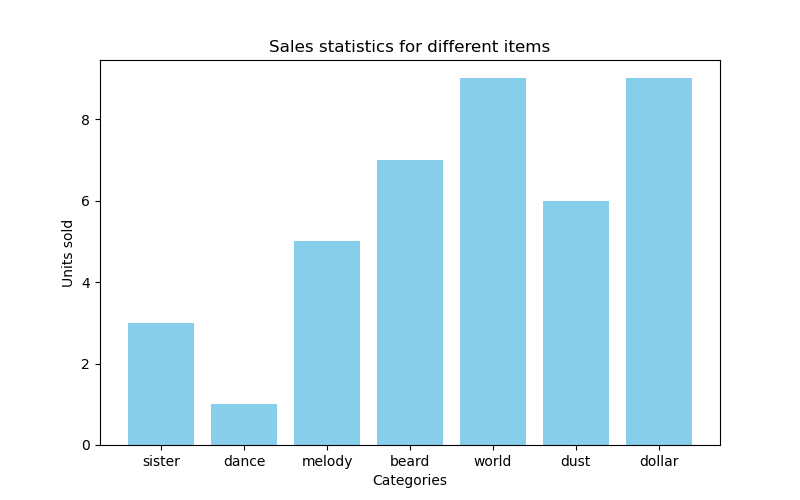 Sales statistics for different items
8
6
4
2
0
Units sold
sister dance melody beard world dust dollar
Categories